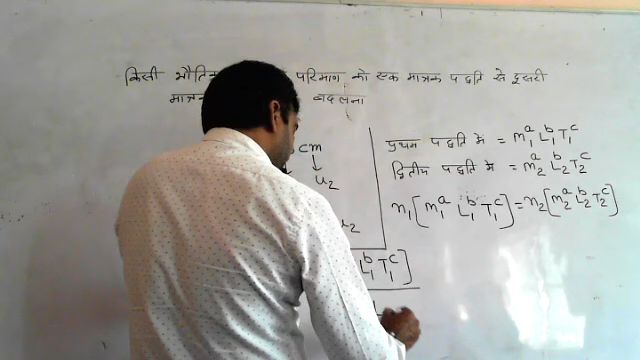 किसी भौतिक परिमाण को एक मात्रक पद्धति से दूसरी
बदलना
cm
↓
u₂
प्रथम पद्धति में = M₁ᵃ L₁ᵇ T₁ᶜ
द्वितीय पद्धति में = M₂ᵃ L₂ᵇ T₂ᶜ
n₁[M₁ᵃ L₁ᵇ T₁ᶜ] = n₂[M₂ᵃ L₂ᵇ T₂ᶜ]
L₁ᵇ T₁ᶜ]